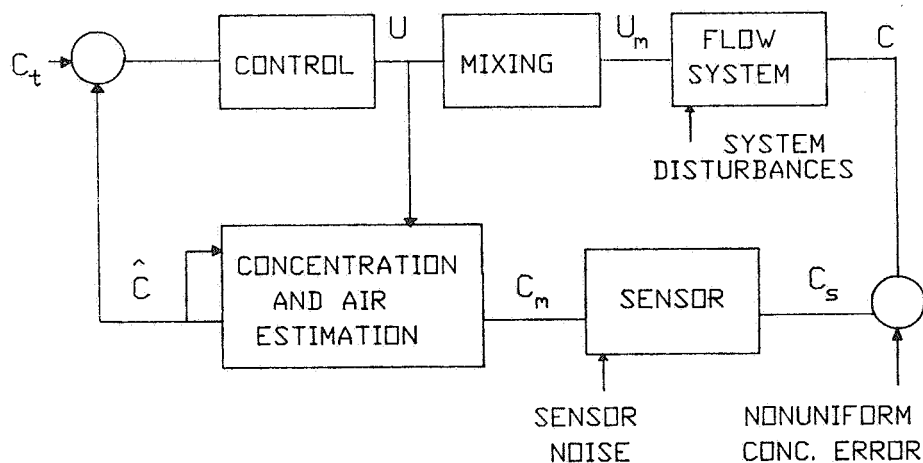 C_t
CONTROL
U
MIXING
U_m
FLOW
SYSTEM
C
SYSTEM
DISTURBANCES
Ĉ
CONCENTRATION
AND AIR
ESTIMATION
C_m
SENSOR
C_s
SENSOR
NOISE
NONUNIFORM
CONC. ERROR